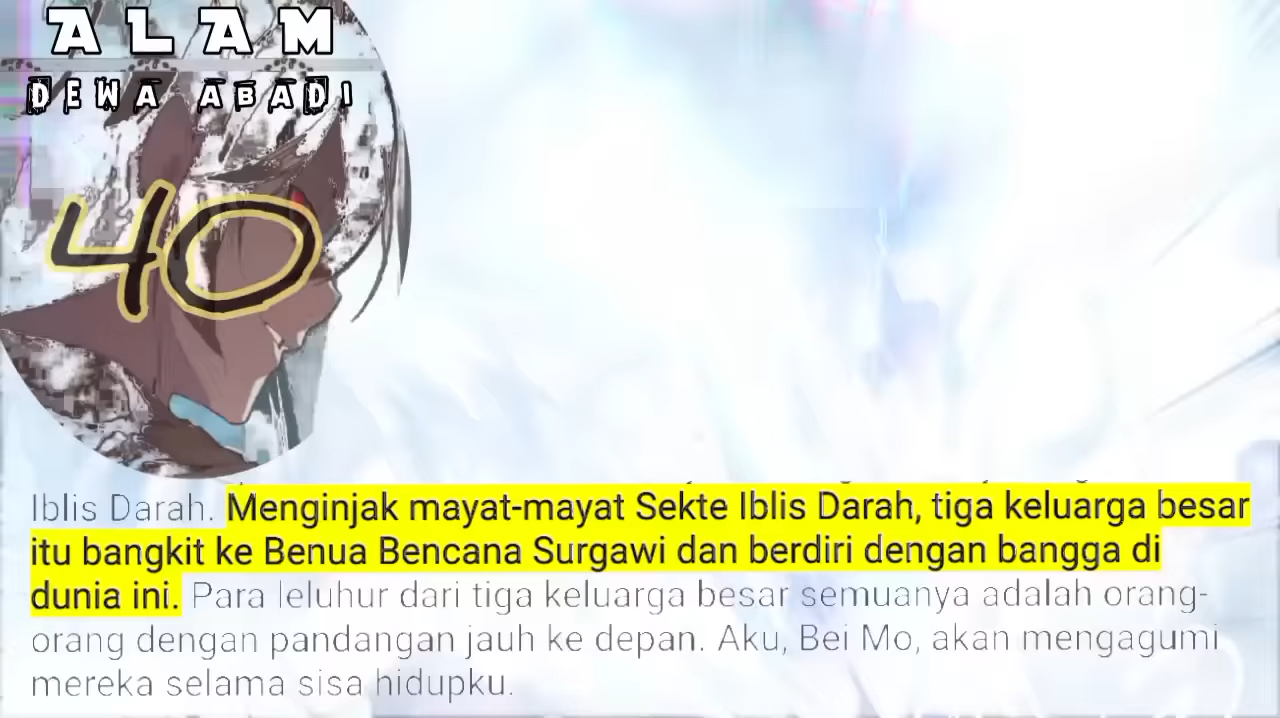 ALAM
DEWA ABADI
40
Iblis Darah. Menginjak mayat-mayat Sekte Iblis Darah, tiga keluarga besar
itu bangkit ke Benua Bencana Surgawi dan berdiri dengan bangga di
dunia ini. Para leluhur dari tiga keluarga besar semuanya adalah orang-
orang dengan pandangan jauh ke depan. Aku, Bei Mo, akan mengagumi
mereka selama sisa hidupku.